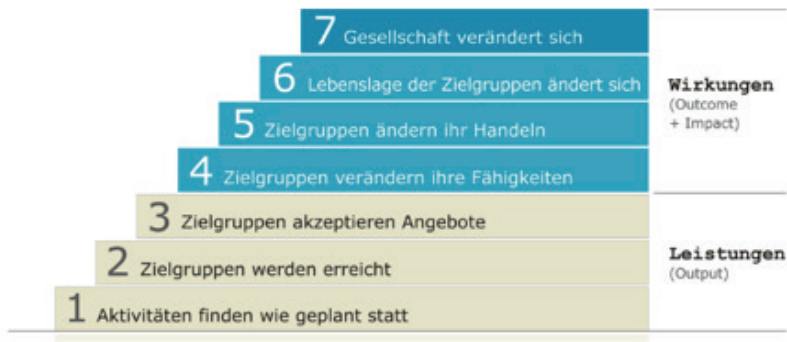 7 Gesellschaft verändert sich
6 Lebenslage der Zielgruppen ändert sich
5 Zielgruppen ändern ihr Handeln
4 Zielgruppen verändern ihre Fähigkeiten
Wirkungen
(Outcome
+ Impact)
3 Zielgruppen akzeptieren Angebote
2 Zielgruppen werden erreicht
1 Aktivitäten finden wie geplant statt
Leistungen
(Output)